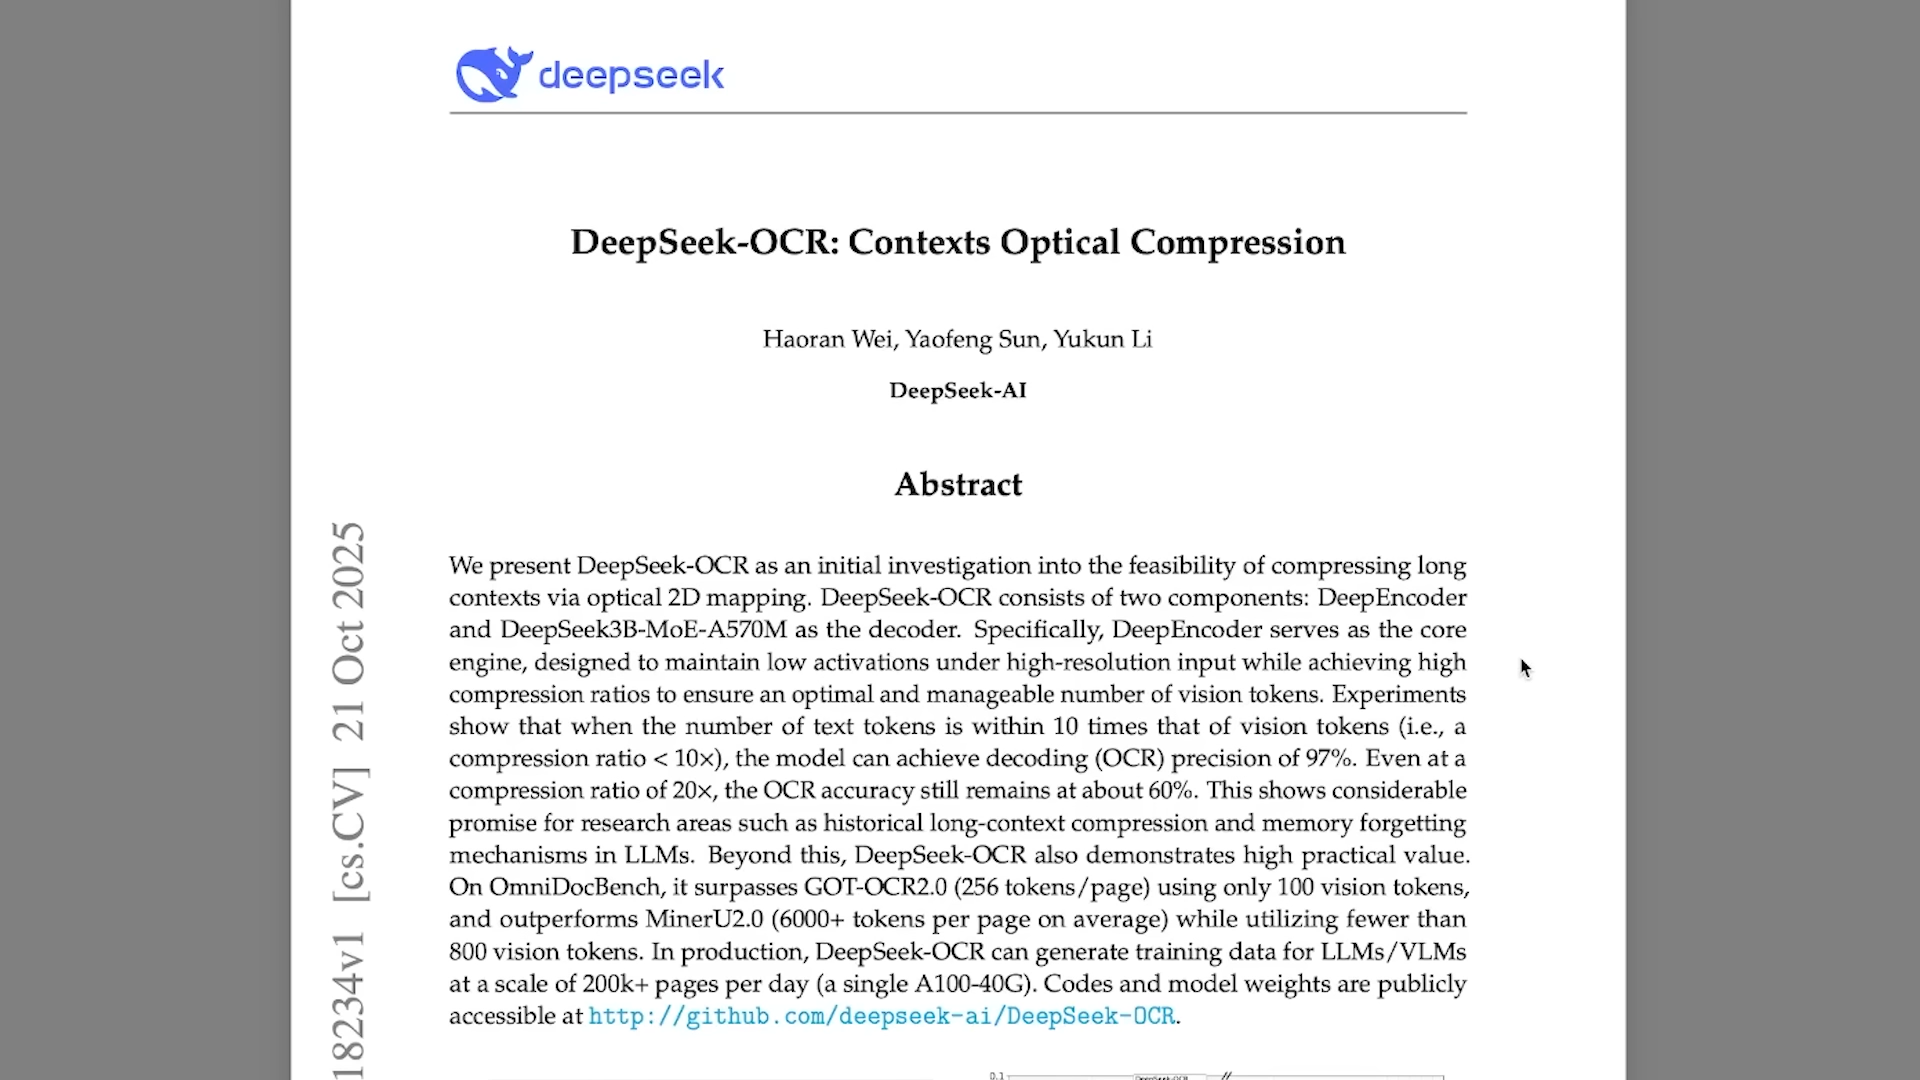 deepseek
DeepSeek-OCR: Contexts Optical Compression
Haoran Wei, Yaofeng Sun, Yukun Li
DeepSeek-AI
Abstract
We present DeepSeek-OCR as an initial investigation into the feasibility of compressing long
contexts via optical 2D mapping. DeepSeek-OCR consists of two components: DeepEncoder
and DeepSeek3B-MoE-A570M as the decoder. Specifically, DeepEncoder serves as the core
engine, designed to maintain low activations under high-resolution input while achieving high
compression ratios to ensure an optimal and manageable number of vision tokens. Experiments
show that when the number of text tokens is within 10 times that of vision tokens (i.e., a
compression ratio < 10×), the model can achieve decoding (OCR) precision of 97%. Even at a
compression ratio of 20×, the OCR accuracy still remains at about 60%. This shows considerable
promise for research areas such as historical long-context compression and memory forgetting
mechanisms in LLMs. Beyond this, DeepSeek-OCR also demonstrates high practical value.
On OmniDocBench, it surpasses GOT-OCR2.0 (256 tokens/page) using only 100 vision tokens,
and outperforms MinerU2.0 (6000+ tokens per page on average) while utilizing fewer than
800 vision tokens. In production, DeepSeek-OCR can generate training data for LLMs/VLMs
at a scale of 200k+ pages per day (a single A100-40G). Codes and model weights are publicly
accessible at http://github.com/deepseek-ai/DeepSeek-OCR.
18234v1 [cs.CV] 21 Oct 2025
0.1